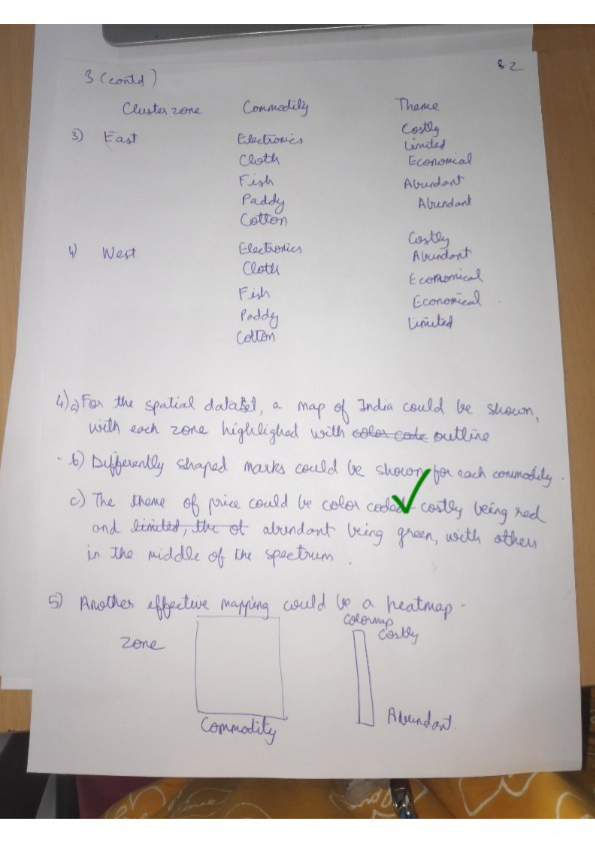 3 (contd)
2
Cluster zone Commodity Theme
3) East Electronics Costly
Cloth Limited
Fish Economical
Paddy Abundant
Cotton Abundant
4) West Electronics Costly
Cloth Abundant
Fish Economical
Paddy Economical
Cotton Limited
4) a) For the spatial dataset, a map of India could be shown,
with each zone highlighed with color code outline
b) Differently shaped marks could be shown for each commodity.
c) The theme of price could be color coded costly being red
and limited, the ot abundant being green, with others
in the middle of the spectrum.
5) Another effective mapping would be a heatmap.
Zone
Commodity
Colormap
Costly
Abundant